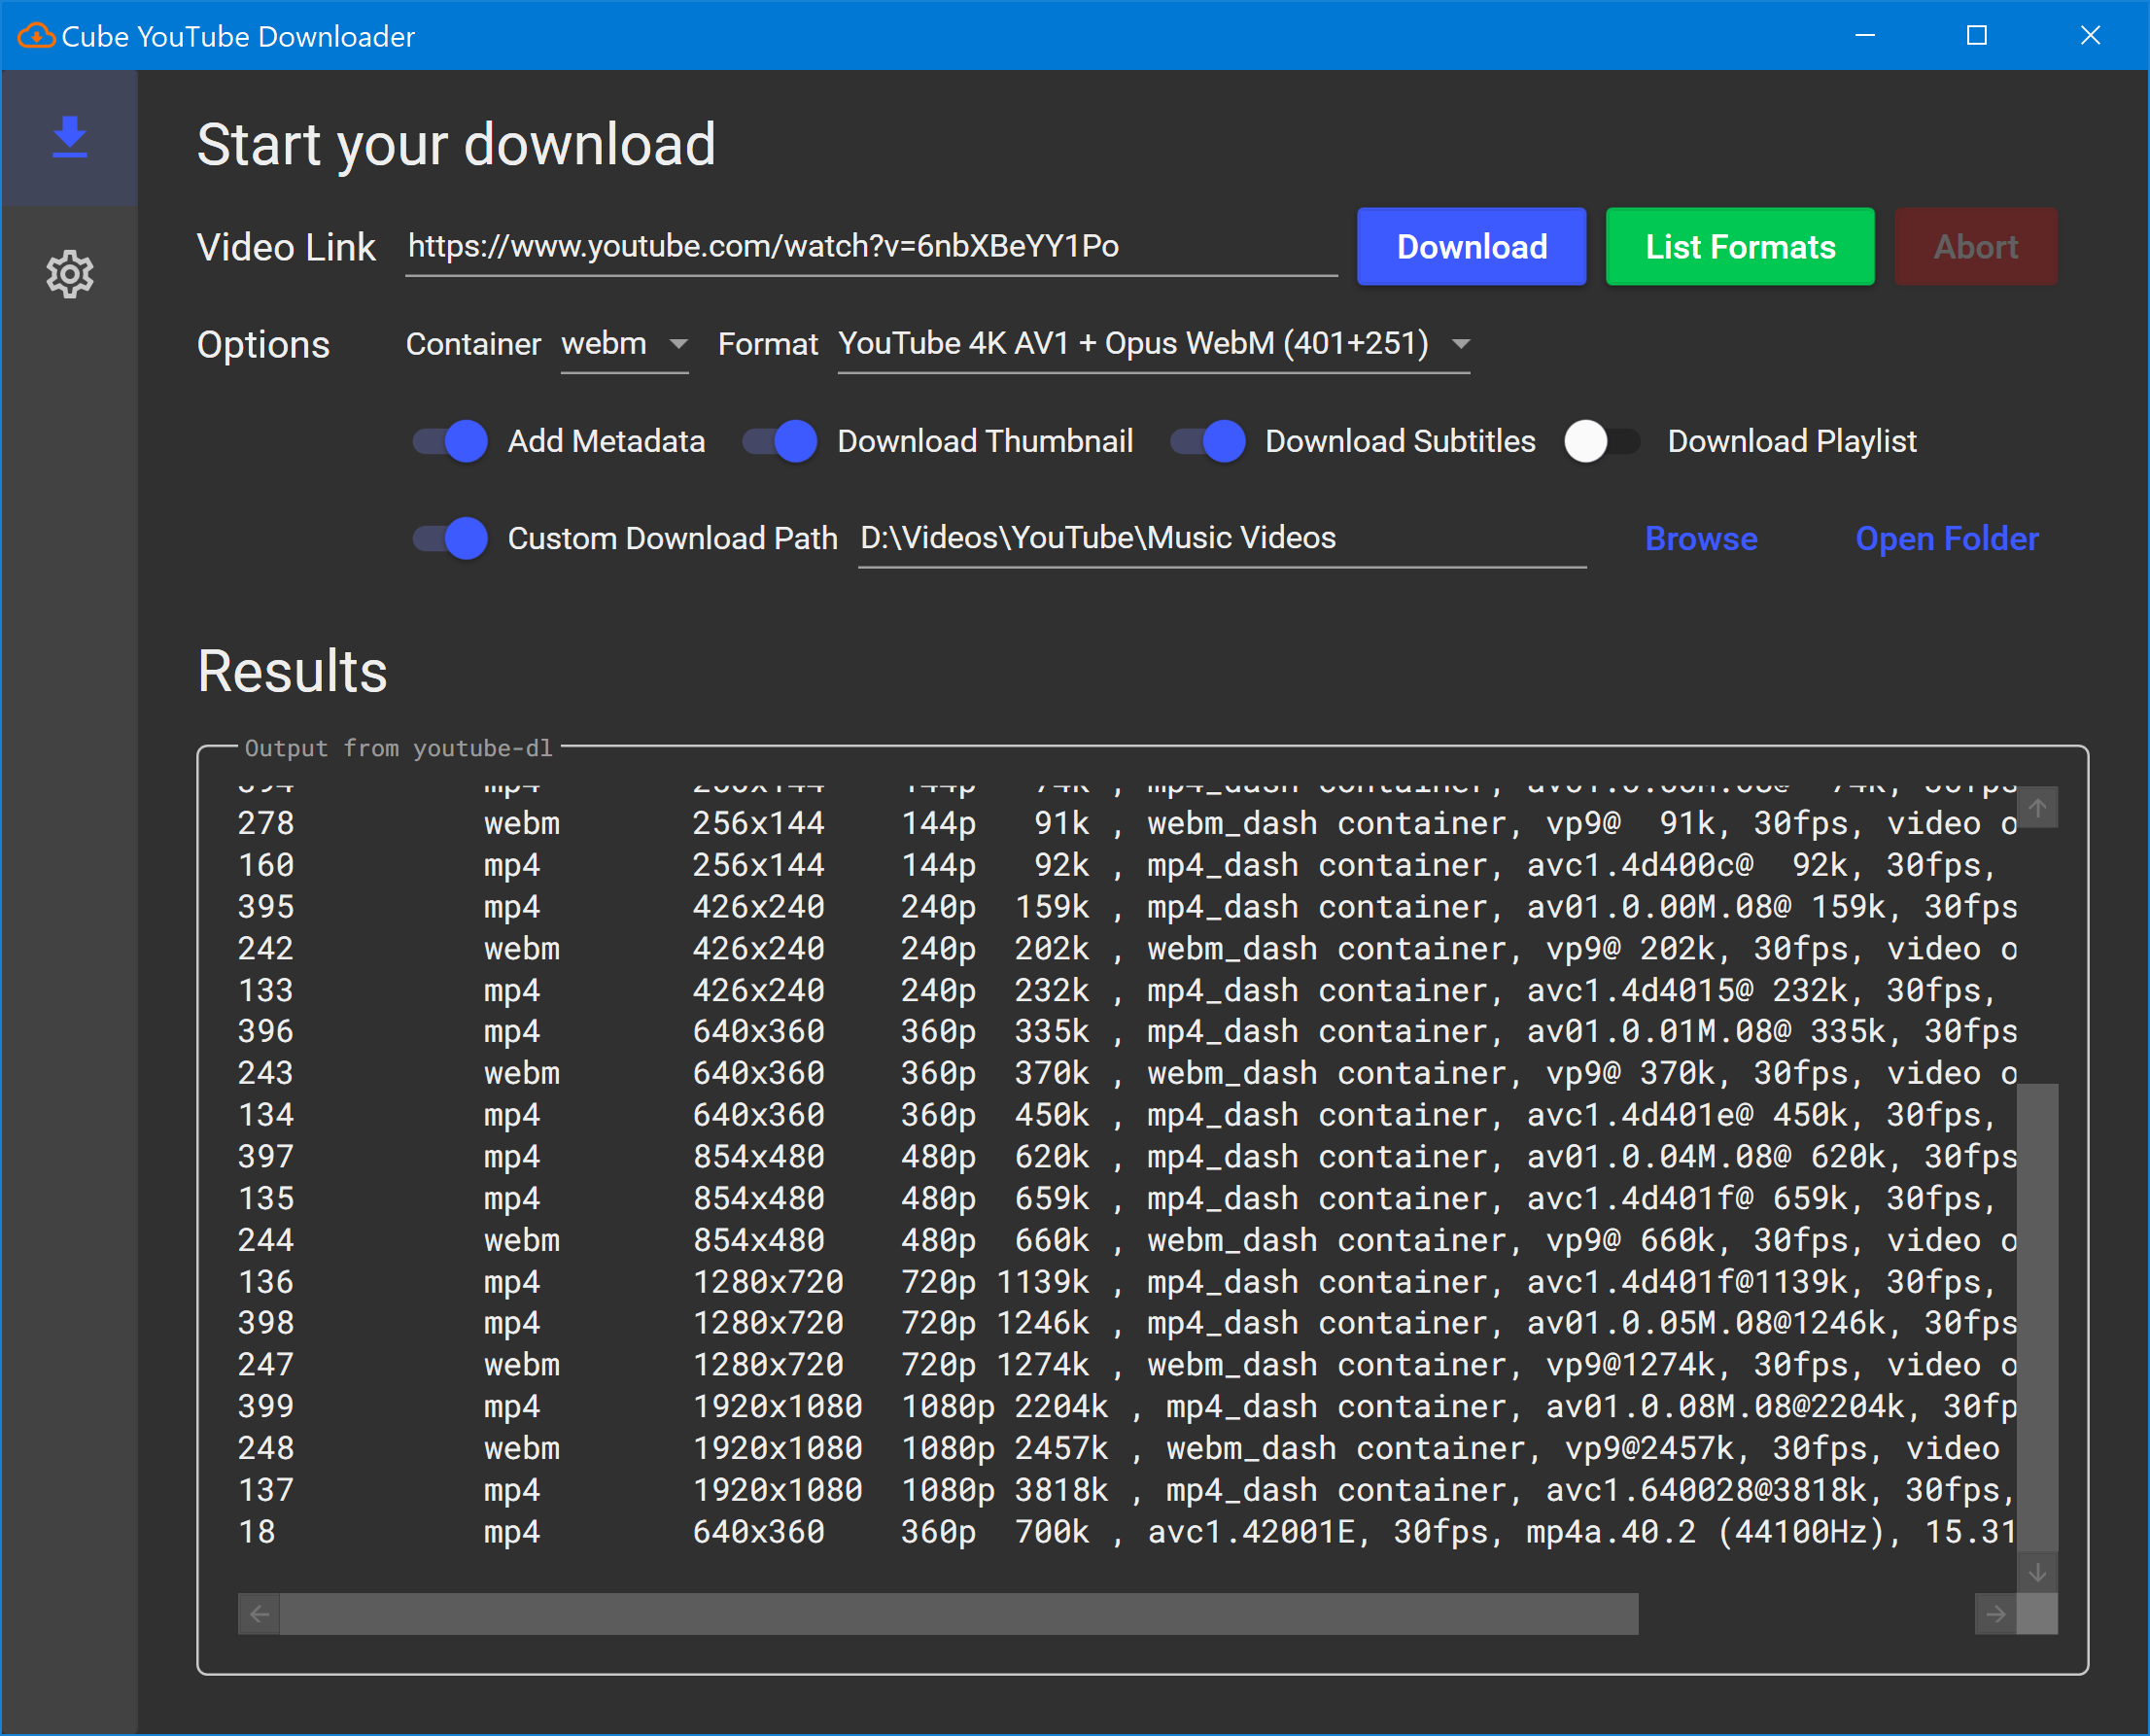 Cube YouTube Downloader
Start your download
Video Link https://www.youtube.com/watch?v=6nbXBeYY1Po Download List Formats Abort
Options Container webm Format YouTube 4K AV1 + Opus WebM (401+251)
Add Metadata Download Thumbnail Download Subtitles Download Playlist
Custom Download Path D:\Videos\YouTube\Music Videos Browse Open Folder
Results
Output from youtube-dl
394 mp4 256x144 144p 74k , mp4_dash container, av01.0.00M.08@ 74k, 30fps
278 webm 256x144 144p 91k , webm_dash container, vp9@ 91k, 30fps, video o
160 mp4 256x144 144p 92k , mp4_dash container, avc1.4d400c@ 92k, 30fps,
395 mp4 426x240 240p 159k , mp4_dash container, av01.0.00M.08@ 159k, 30fps
242 webm 426x240 240p 202k , webm_dash container, vp9@ 202k, 30fps, video o
133 mp4 426x240 240p 232k , mp4_dash container, avc1.4d4015@ 232k, 30fps,
396 mp4 640x360 360p 335k , mp4_dash container, av01.0.01M.08@ 335k, 30fps
243 webm 640x360 360p 370k , webm_dash container, vp9@ 370k, 30fps, video o
134 mp4 640x360 360p 450k , mp4_dash container, avc1.4d401e@ 450k, 30fps,
397 mp4 854x480 480p 620k , mp4_dash container, av01.0.04M.08@ 620k, 30fps
135 mp4 854x480 480p 659k , mp4_dash container, avc1.4d401f@ 659k, 30fps,
244 webm 854x480 480p 660k , webm_dash container, vp9@ 660k, 30fps, video o
136 mp4 1280x720 720p 1139k , mp4_dash container, avc1.4d401f@1139k, 30fps,
398 mp4 1280x720 720p 1246k , mp4_dash container, av01.0.05M.08@1246k, 30fps
247 webm 1280x720 720p 1274k , webm_dash container, vp9@1274k, 30fps, video o
399 mp4 1920x1080 1080p 2204k , mp4_dash container, av01.0.08M.08@2204k, 30fp
248 webm 1920x1080 1080p 2457k , webm_dash container, vp9@2457k, 30fps, video
137 mp4 1920x1080 1080p 3818k , mp4_dash container, avc1.640028@3818k, 30fps,
18 mp4 640x360 360p 700k , avc1.42001E, 30fps, mp4a.40.2 (44100Hz), 15.31